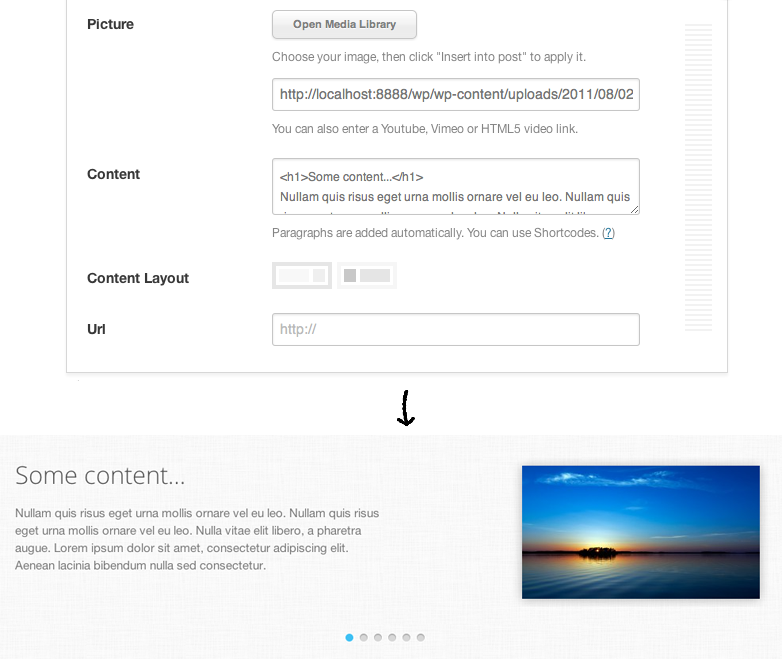 Picture
Open Media Library
Choose your image, then click "Insert into post" to apply it.
http://localhost:8888/wp/wp-content/uploads/2011/08/02
You can also enter a Youtube, Vimeo or HTML5 video link.
Content
<h1>Some content...</h1>
Nullam quis risus eget urna mollis ornare vel eu leo. Nullam quis
Paragraphs are added automatically. You can use Shortcodes. (?)
Content Layout
Url
http://
Some content...
Nullam quis risus eget urna mollis ornare vel eu leo. Nullam quis risus
eget urna mollis ornare vel eu leo. Nulla vitae elit libero, a pharetra
augue. Lorem ipsum dolor sit amet, consectetur adipiscing elit.
Aenean lacinia bibendum nulla sed consectetur.